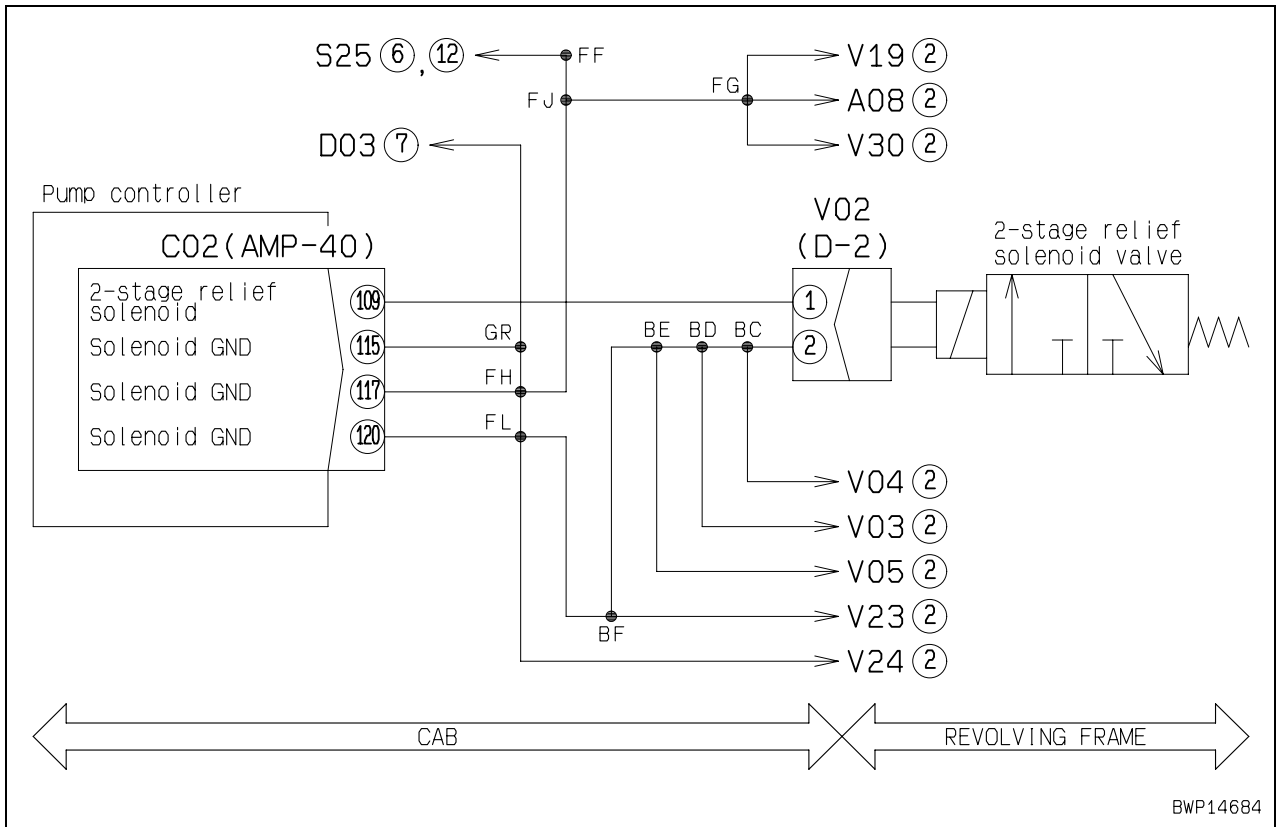 S25 ⑥, ⑫
FF
V19 ②
FJ
FG
A08 ②
D03 ⑦
V30 ②
Pump controller
C02(AMP-40)
V02
(D-2)
2-stage relief
solenoid valve
2-stage relief
solenoid
109
1
Solenoid GND
115
GR
BE
BD
BC
2
Solenoid GND
117
FH
Solenoid GND
120
FL
V04 ②
V03 ②
V05 ②
V23 ②
BF
V24 ②
CAB
REVOLVING FRAME
BWP14684